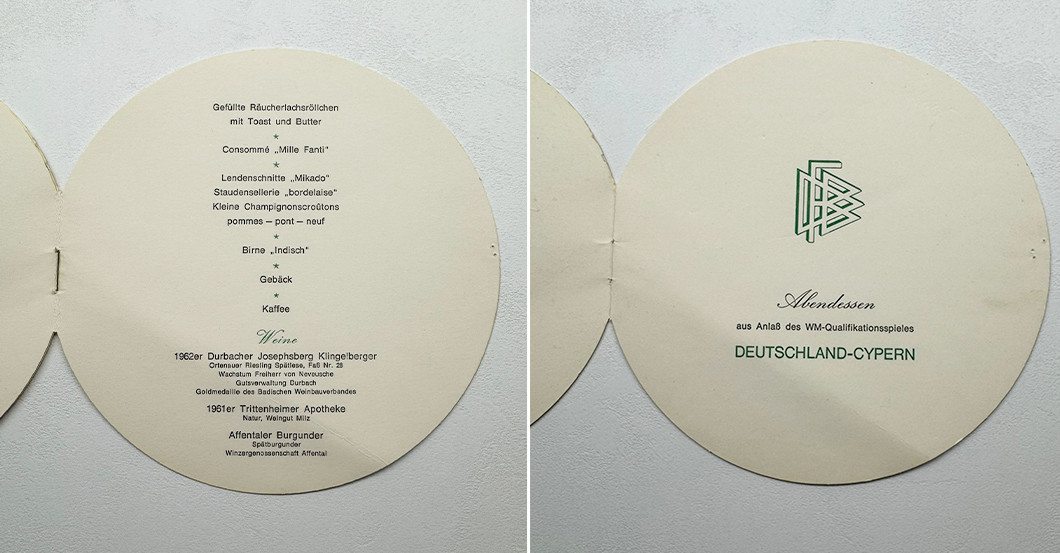 Gefüllte Räucherlachsröllchen
mit Toast und Butter
*
Consommé „Mille Fanti“
*
Lendenschnitte „Mikado“
Staudensellerie „bordelaise“
Kleine Champignonscroûtons
pommes – pont – neuf
*
Birne „Indisch“
*
Gebäck
*
Kaffee
Weine
1962er Durbacher Josephsberg Klingelberger
Ortenauer Riesling Spätlese, Faß Nr. 28
Wachstum Freiherr von Neveusche
Gutsverwaltung Durbach
Goldmedaille des Badischen Weinbauverbandes
1961er Trittenheimer Apotheke
Natur, Weingut Milz
Affentaler Burgunder
Spätburgunder
Winzergenossenschaft Affental
DFB
Abendessen
aus Anlaß des WM-Qualifikationsspieles
DEUTSCHLAND-CYPERN